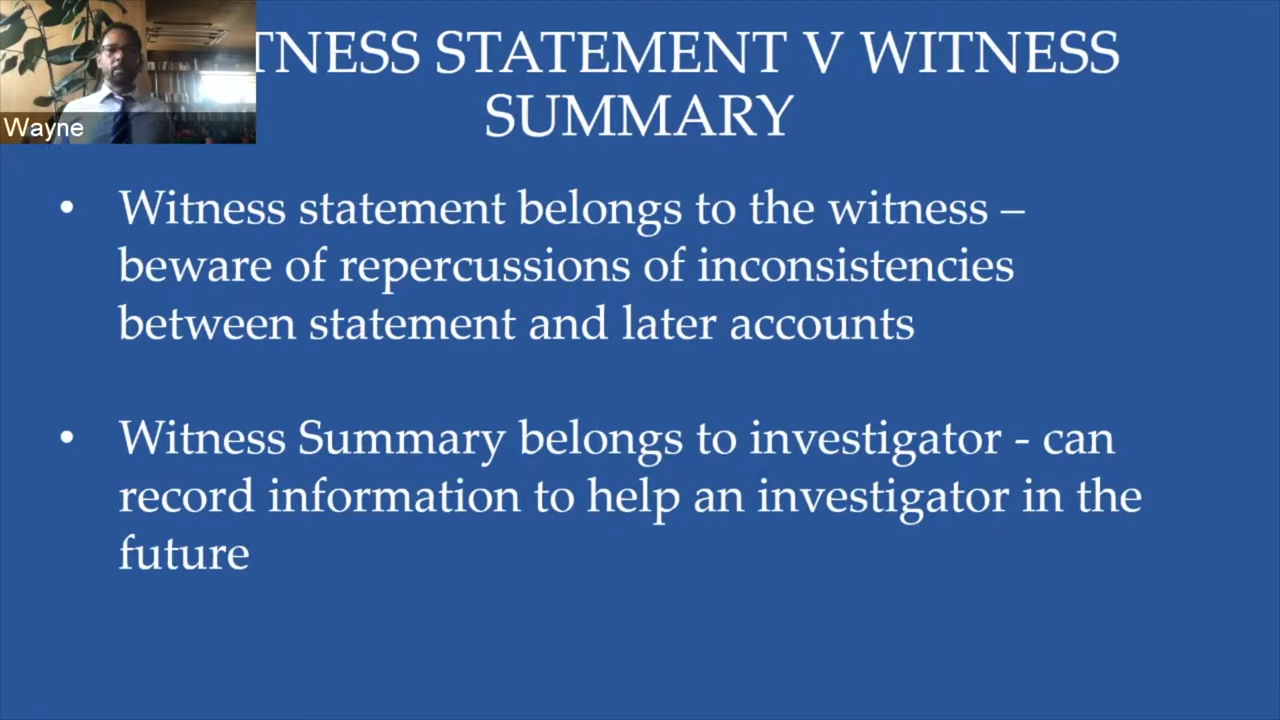 TNESS STATEMENT V WITNESS
SUMMARY
Wayne
• Witness statement belongs to the witness –
beware of repercussions of inconsistencies
between statement and later accounts
• Witness Summary belongs to investigator - can
record information to help an investigator in the
future